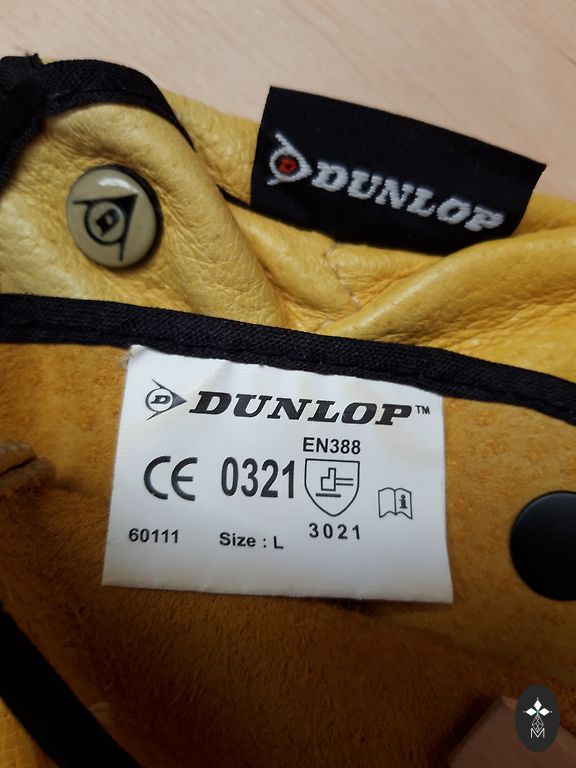 DUNLOP
D
DUNLOP™
EN388
CE 0321
3021
60111 Size : L
M